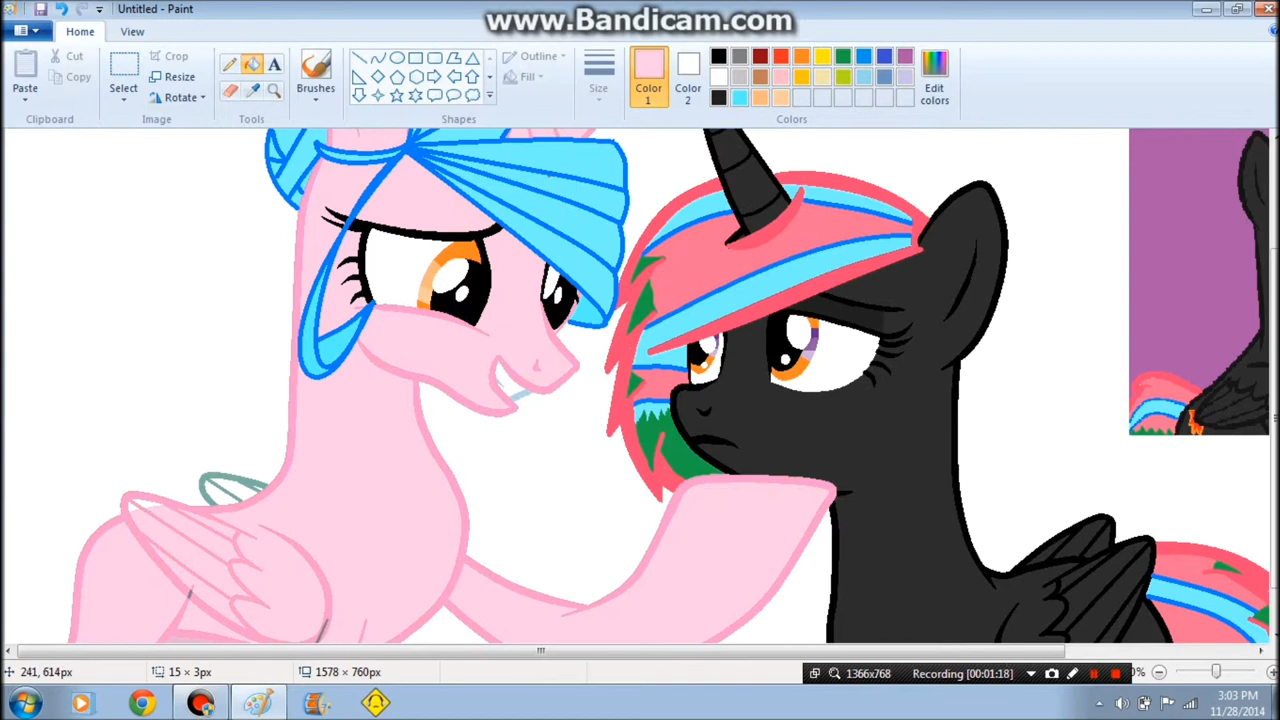 www.Bandicam.com
Untitled - Paint
Home
View
Paste
Cut
Copy
Clipboard
Select
Crop
Resize
Rotate
Image
A
Tools
Brushes
Outline
Fill
Shapes
Size
Color 1
Color 2
Edit colors
Colors
241, 614px
15 × 3px
1578 × 760px
1366x768
Recording [00:01:18]
0%
3:03 PM
11/28/2014